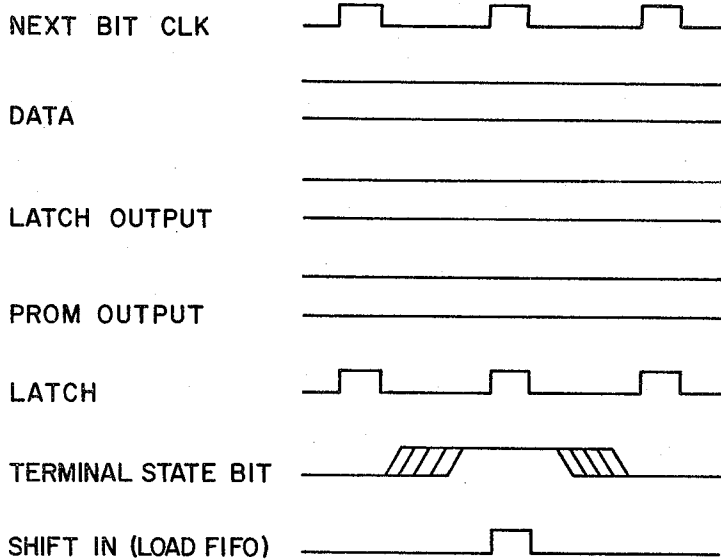 NEXT BIT CLK
DATA
LATCH OUTPUT
PROM OUTPUT
LATCH
TERMINAL STATE BIT
SHIFT IN (LOAD FIFO)